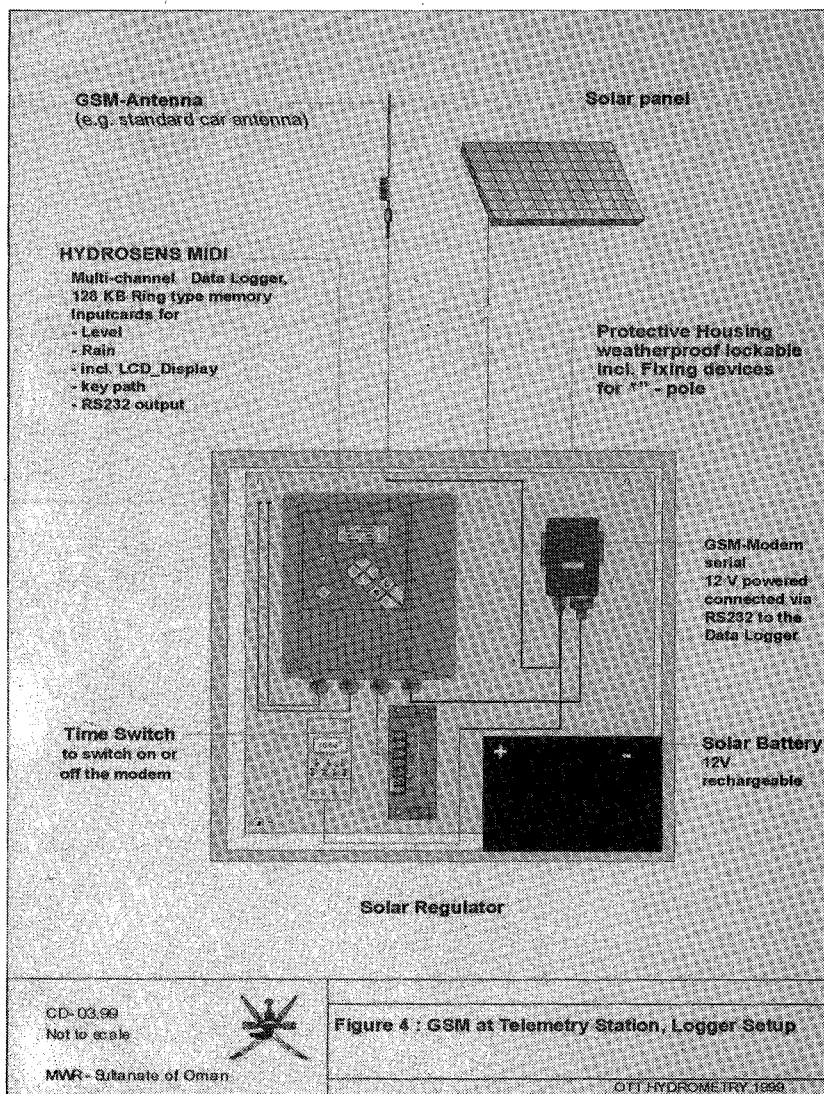 GSM-Antenna
(e.g. standard car antenna)
Solar panel
HYDROSENS MIDI
Multi-channel Data Logger,
128 KB Ring type memory
Inputcards for
- Level
- Rain
- incl. LCD_Display
- key path
- RS232 output
Protective Housing
weatherproof lockable
incl. Fixing devices
for "" - pole
GSM-Modem
serial
12 V powered
connected via
RS232 to the
Data Logger
Time Switch
to switch on or
off the modem
+ -
Solar Battery
12V
rechargeable
Solar Regulator
CD-03.99
Not to scale
MWR- Sultanate of Oman
Figure 4 : GSM at Telemetry Station, Logger Setup
OTT HYDROMETRY 1999